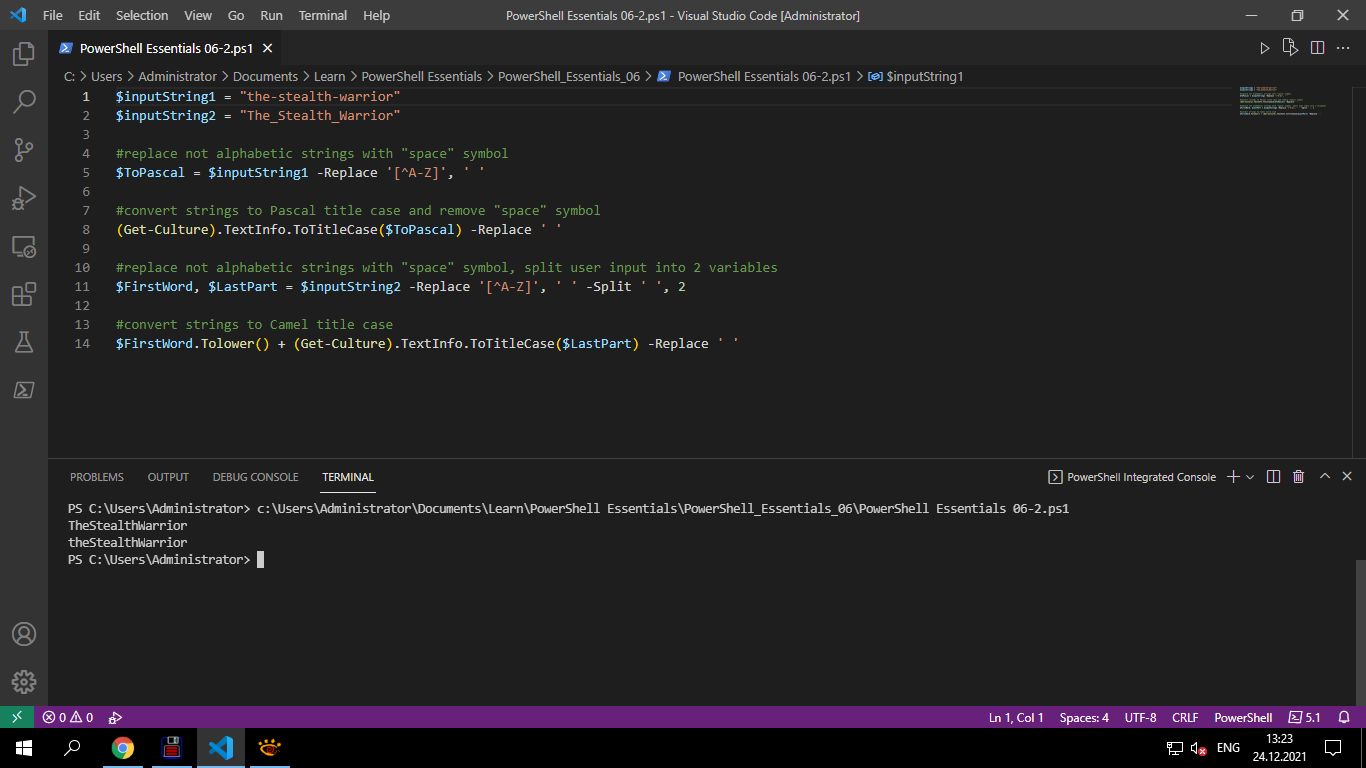 File Edit Selection View Go Run Terminal Help
PowerShell Essentials 06-2.ps1 - Visual Studio Code [Administrator]
PowerShell Essentials 06-2.ps1
C: > Users > Administrator > Documents > Learn > PowerShell Essentials > PowerShell_Essentials_06 > PowerShell Essentials 06-2.ps1 > $inputString1
1 $inputString1 = "the-stealth-warrior"
2 $inputString2 = "The_Stealth_Warrior"
3
4 #replace not alphabetic strings with "space" symbol
5 $ToPascal = $inputString1 -Replace '[^A-Z]', ' '
6
7 #convert strings to Pascal title case and remove "space" symbol
8 (Get-Culture).TextInfo.ToTitleCase($ToPascal) -Replace ' '
9
10 #replace not alphabetic strings with "space" symbol, split user input into 2 variables
11 $FirstWord, $LastPart = $inputString2 -Replace '[^A-Z]', ' ' -Split ' ', 2
12
13 #convert strings to Camel title case
14 $FirstWord.Tolower() + (Get-Culture).TextInfo.ToTitleCase($LastPart) -Replace ' '
PROBLEMS OUTPUT DEBUG CONSOLE TERMINAL
PowerShell Integrated Console
PS C:\Users\Administrator> c:\Users\Administrator\Documents\Learn\PowerShell Essentials\PowerShell_Essentials_06\PowerShell Essentials 06-2.ps1
TheStealthWarrior
theStealthWarrior
PS C:\Users\Administrator>
0 0
Ln 1, Col 1 Spaces: 4 UTF-8 CRLF PowerShell 5.1
ENG
13:23
24.12.2021